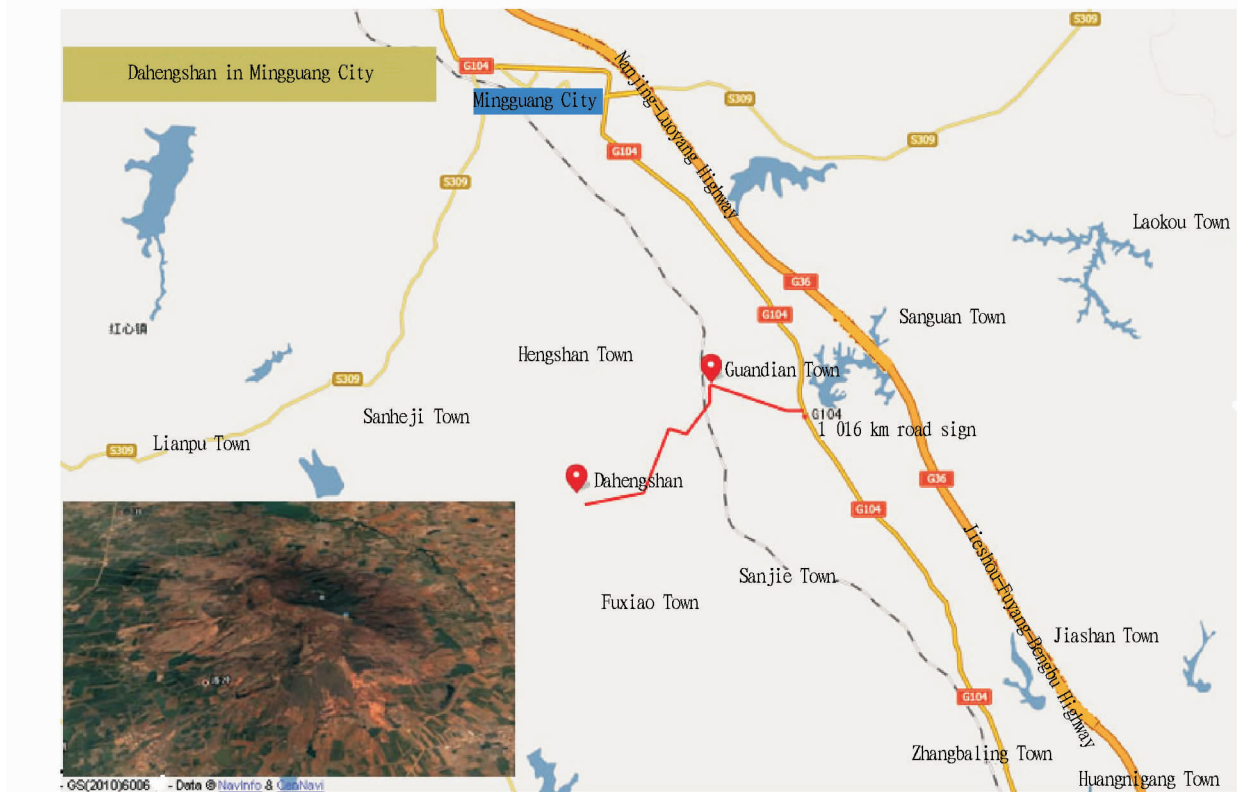 S309
G104
Dahengshan in Mingguang City
Mingguang City
S309
Nanjing-Luoyang Highway
S309
G104
S309
Laokou Town
G36
G104
Sanguan Town
红心镇
Hengshan Town
Guandian Town
S309
G104
Sanheji Town
1 016 km road sign
Lianpu Town
S309
Dahengshan
G36
G104
Jieshou-Fuyang-Bengbu Highway
Sanjie Town
Fuxiao Town
Jiashan Town
G104
Zhangbaling Town
Huangnigang Town
- GS(2010)6006 - Data © NavInfo & CenNavi